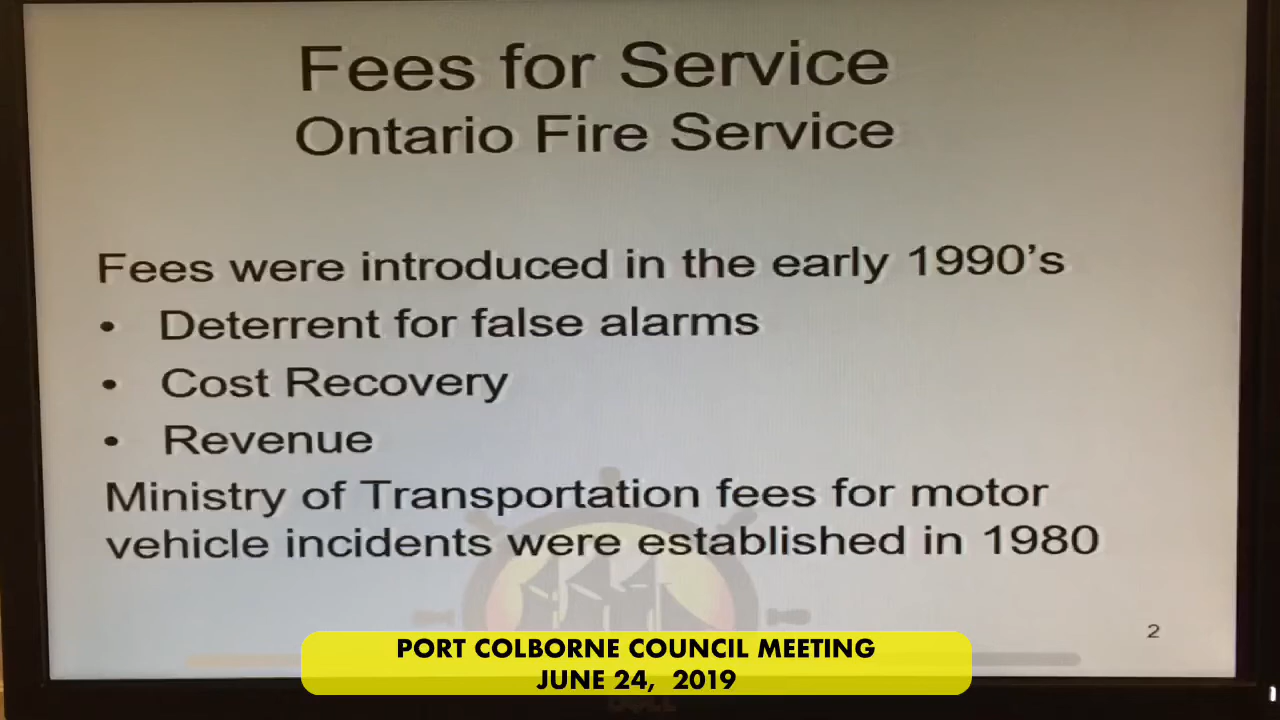 Fees for Service
Ontario Fire Service
Fees were introduced in the early 1990's
• Deterrent for false alarms
• Cost Recovery
• Revenue
Ministry of Transportation fees for motor
vehicle incidents were established in 1980
2
PORT COLBORNE COUNCIL MEETING
JUNE 24, 2019
DELL